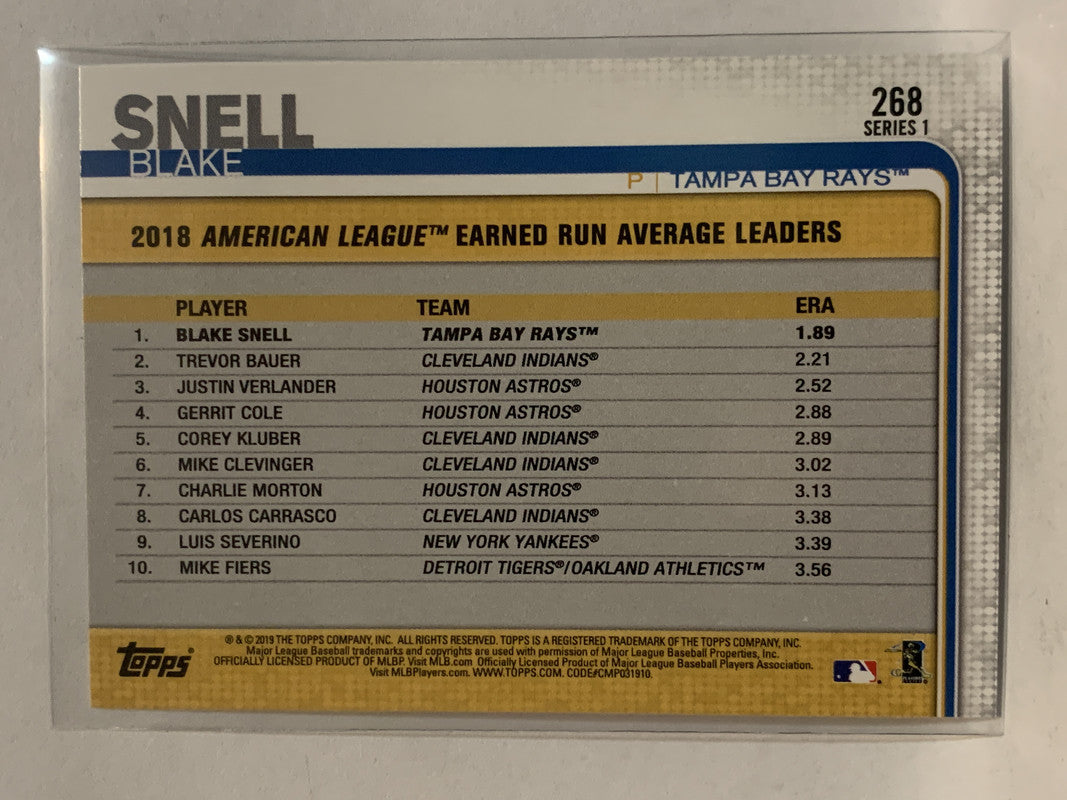 SNELL
BLAKE
268
SERIES 1
P | TAMPA BAY RAYS™
2018 AMERICAN LEAGUE™ EARNED RUN AVERAGE LEADERS
PLAYER TEAM ERA
1. BLAKE SNELL TAMPA BAY RAYS™ 1.89
2. TREVOR BAUER CLEVELAND INDIANS® 2.21
3. JUSTIN VERLANDER HOUSTON ASTROS® 2.52
4. GERRIT COLE HOUSTON ASTROS® 2.88
5. COREY KLUBER CLEVELAND INDIANS® 2.89
6. MIKE CLEVINGER CLEVELAND INDIANS® 3.02
7. CHARLIE MORTON HOUSTON ASTROS® 3.13
8. CARLOS CARRASCO CLEVELAND INDIANS® 3.38
9. LUIS SEVERINO NEW YORK YANKEES® 3.39
10. MIKE FIERS DETROIT TIGERS®/OAKLAND ATHLETICS™ 3.56
Topps®
® & © 2019 THE TOPPS COMPANY, INC. ALL RIGHTS RESERVED. TOPPS IS A REGISTERED TRADEMARK OF THE TOPPS COMPANY, INC.
Major League Baseball trademarks and copyrights are used with permission of Major League Baseball Properties, Inc.
OFFICIALLY LICENSED PRODUCT OF MLBP. Visit MLB.com Officially Licensed Product of Major League Baseball Players Association.
Visit MLBPlayers.com. WWW.TOPPS.COM. CODE#CMP031910.